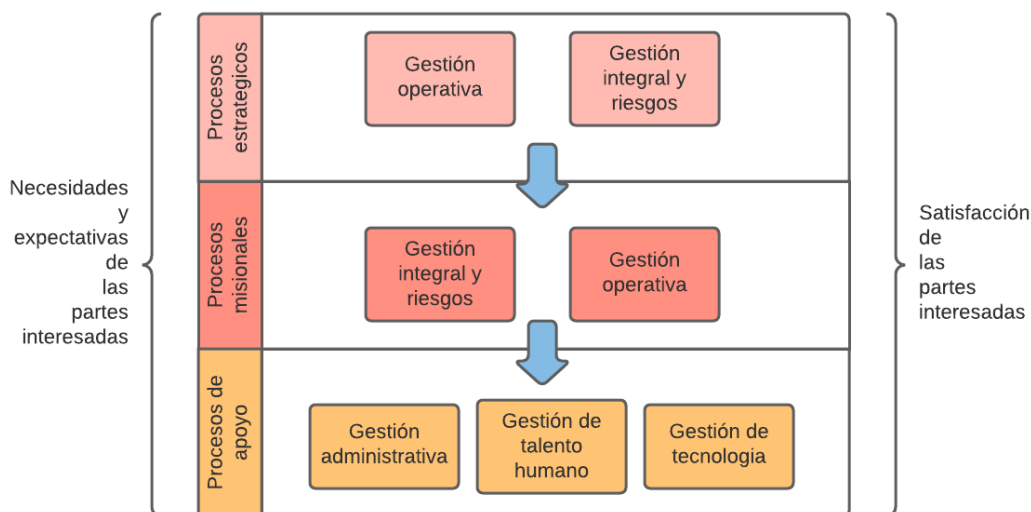 Necesidades
y
expectativas
de
las
partes
interesadas
Procesos
estrategicos
Gestión
operativa
Gestión
integral y
riesgos
Procesos
misionales
Gestión
integral y
riesgos
Gestión
operativa
Procesos de
apoyo
Gestión
administrativa
Gestión de
talento
humano
Gestión de
tecnologia
Satisfacción
de
las
partes
interesadas